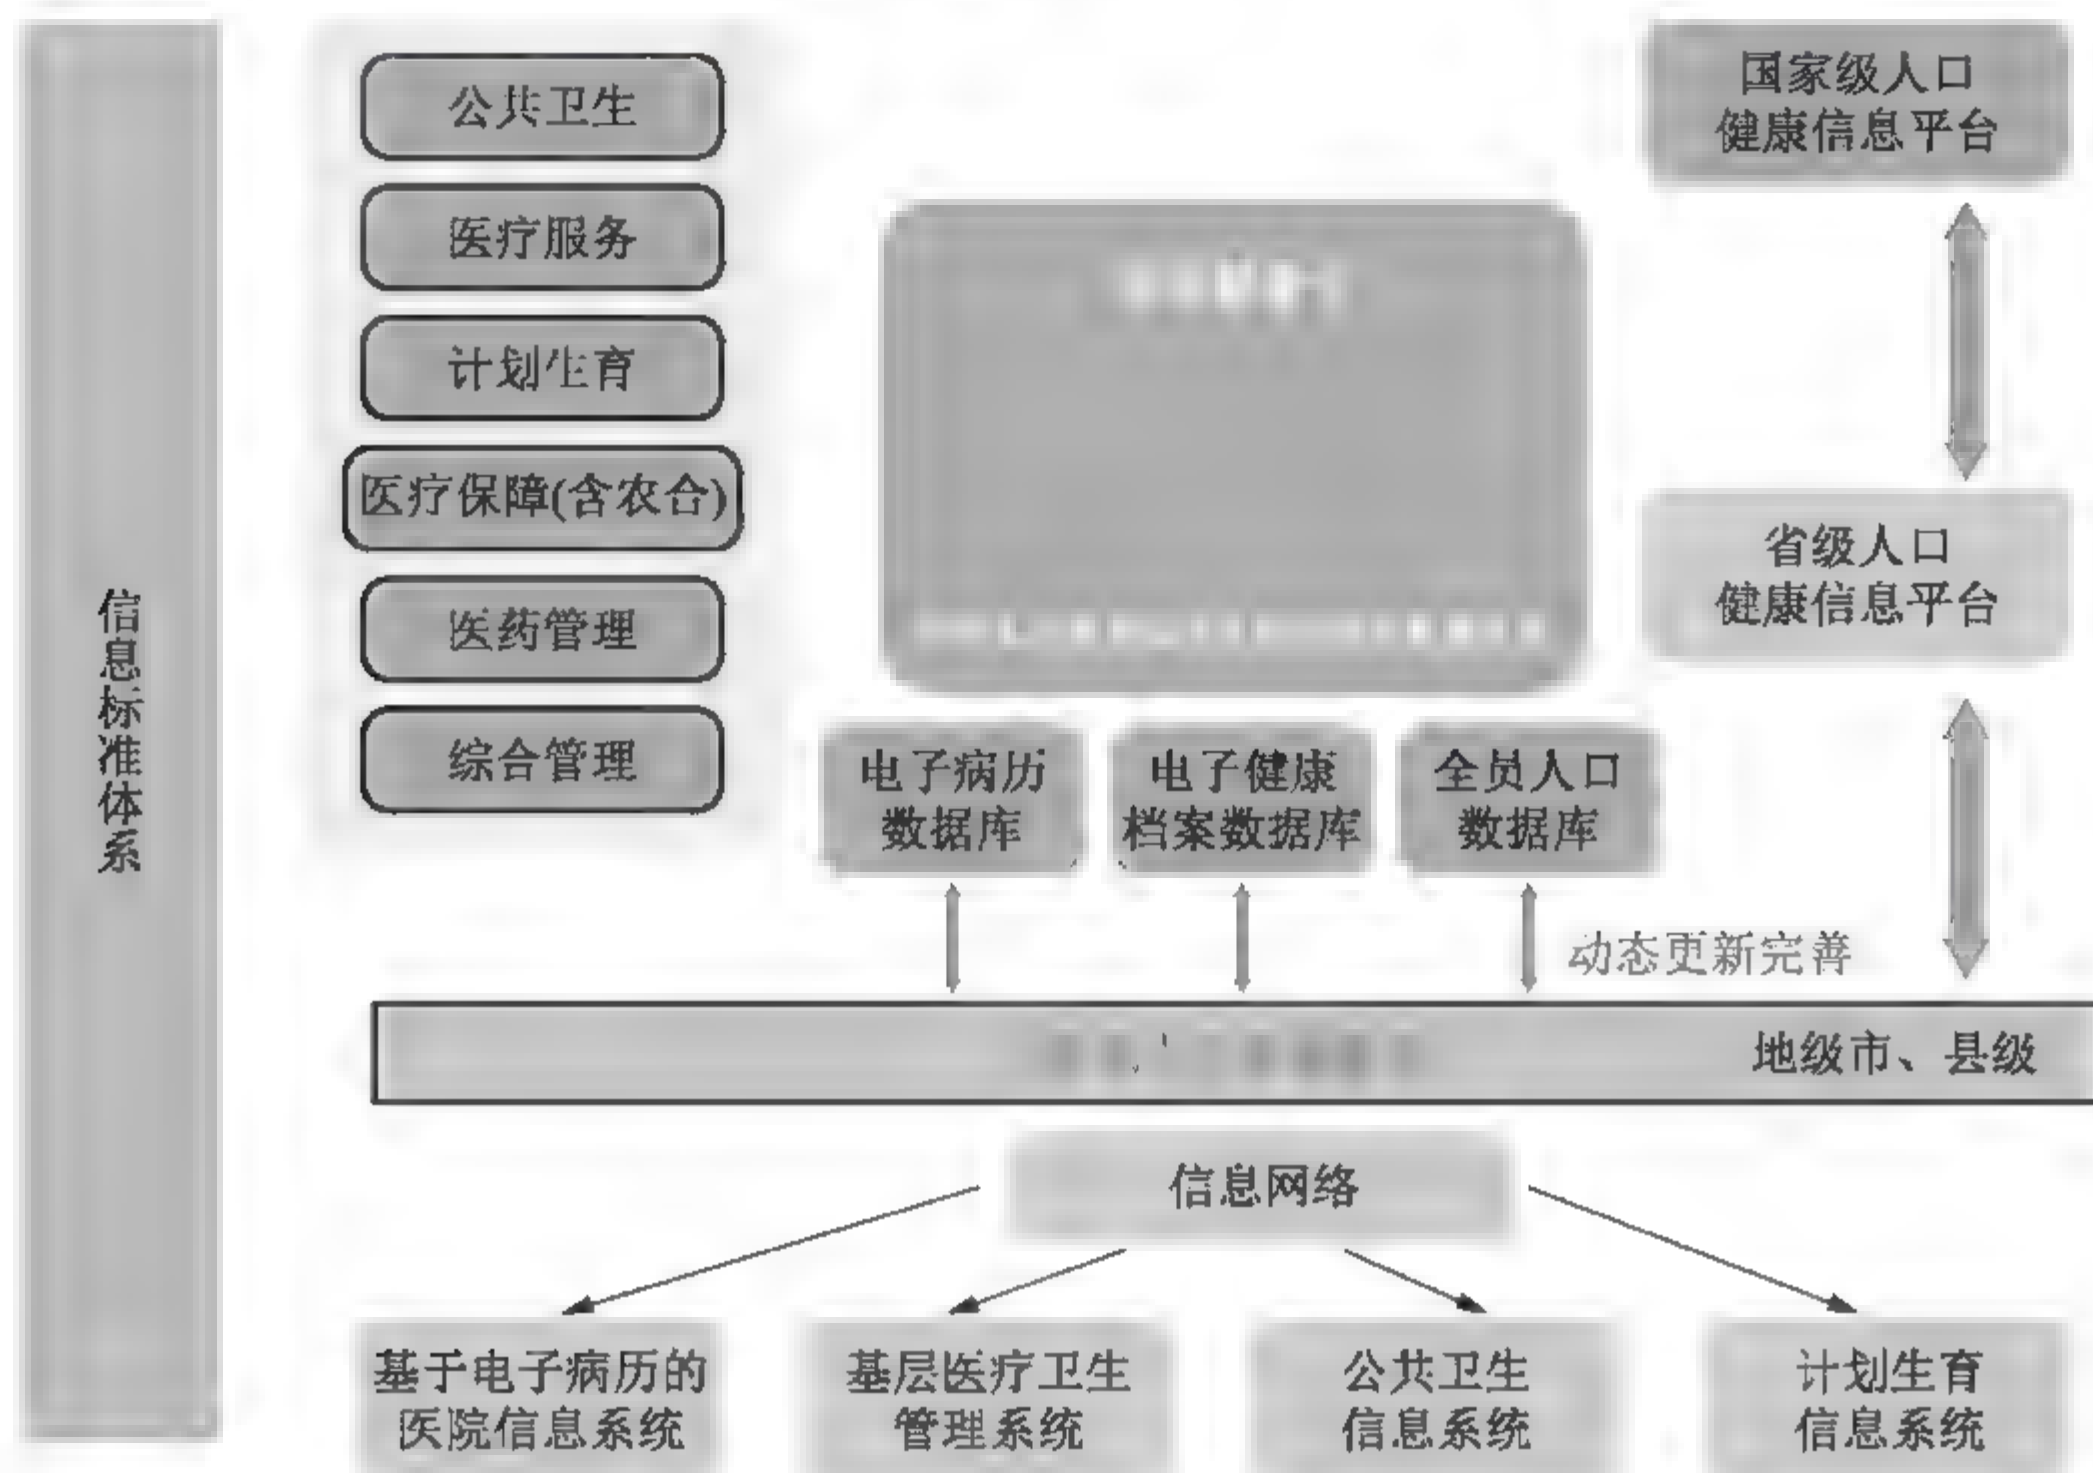 信息标准体系
公共卫生
医疗服务
计划生育
医疗保障(含农合)
医药管理
综合管理
国家级人口
健康信息平台
省级人口
健康信息平台
电子病历
数据库
电子健康
档案数据库
全员人口
数据库
动态更新完善
地级市、县级
信息网络
基于电子病历的
医院信息系统
基层医疗卫生
管理系统
公共卫生
信息系统
计划生育
信息系统